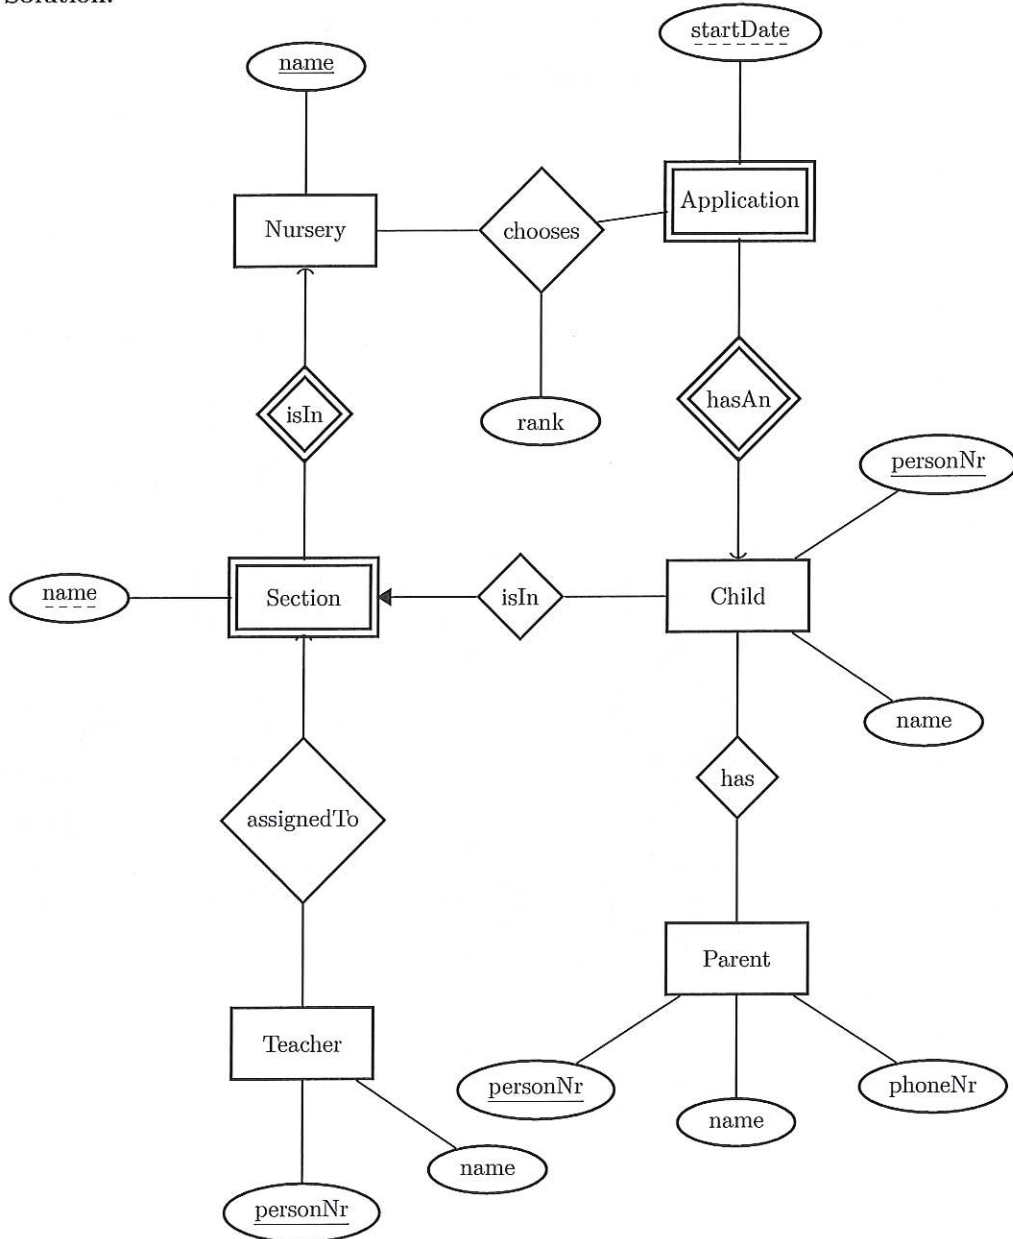 Solution:
startDate
name
Application
Nursery
chooses
hasAn
isIn
rank
personNr
name
Section
isIn
Child
name
has
assignedTo
Parent
Teacher
personNr
phoneNr
name
name
personNr